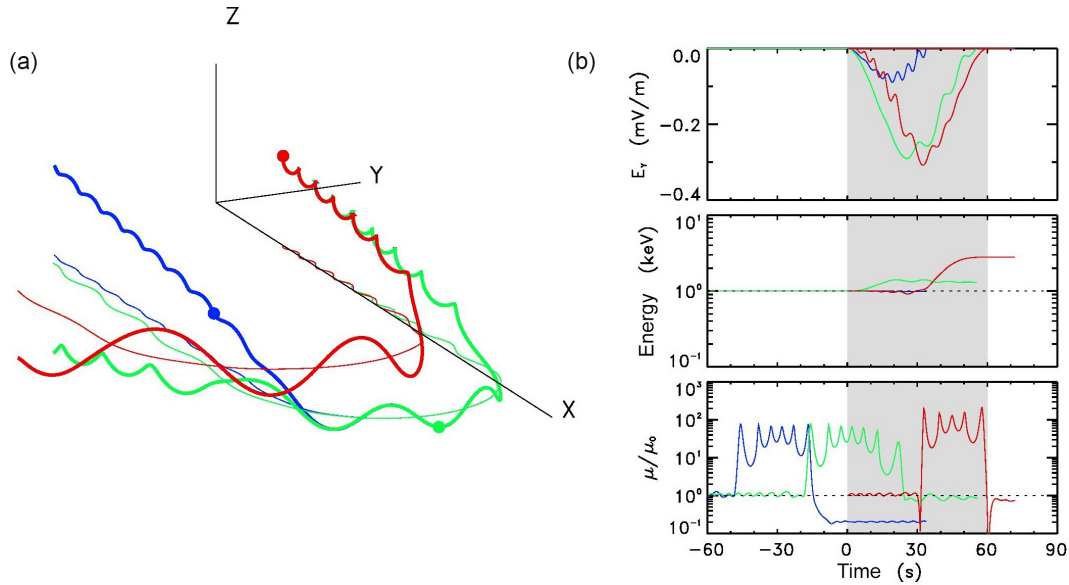 (a)
Z
Y
X
(b)
0.0
−0.2
−0.4
E_Y (mV/m)
10¹
10⁰
10⁻¹
Energy (keV)
10³
10²
10¹
10⁰
10⁻¹
μ/μ₀
−60 −30 0 30 60 90
Time (s)